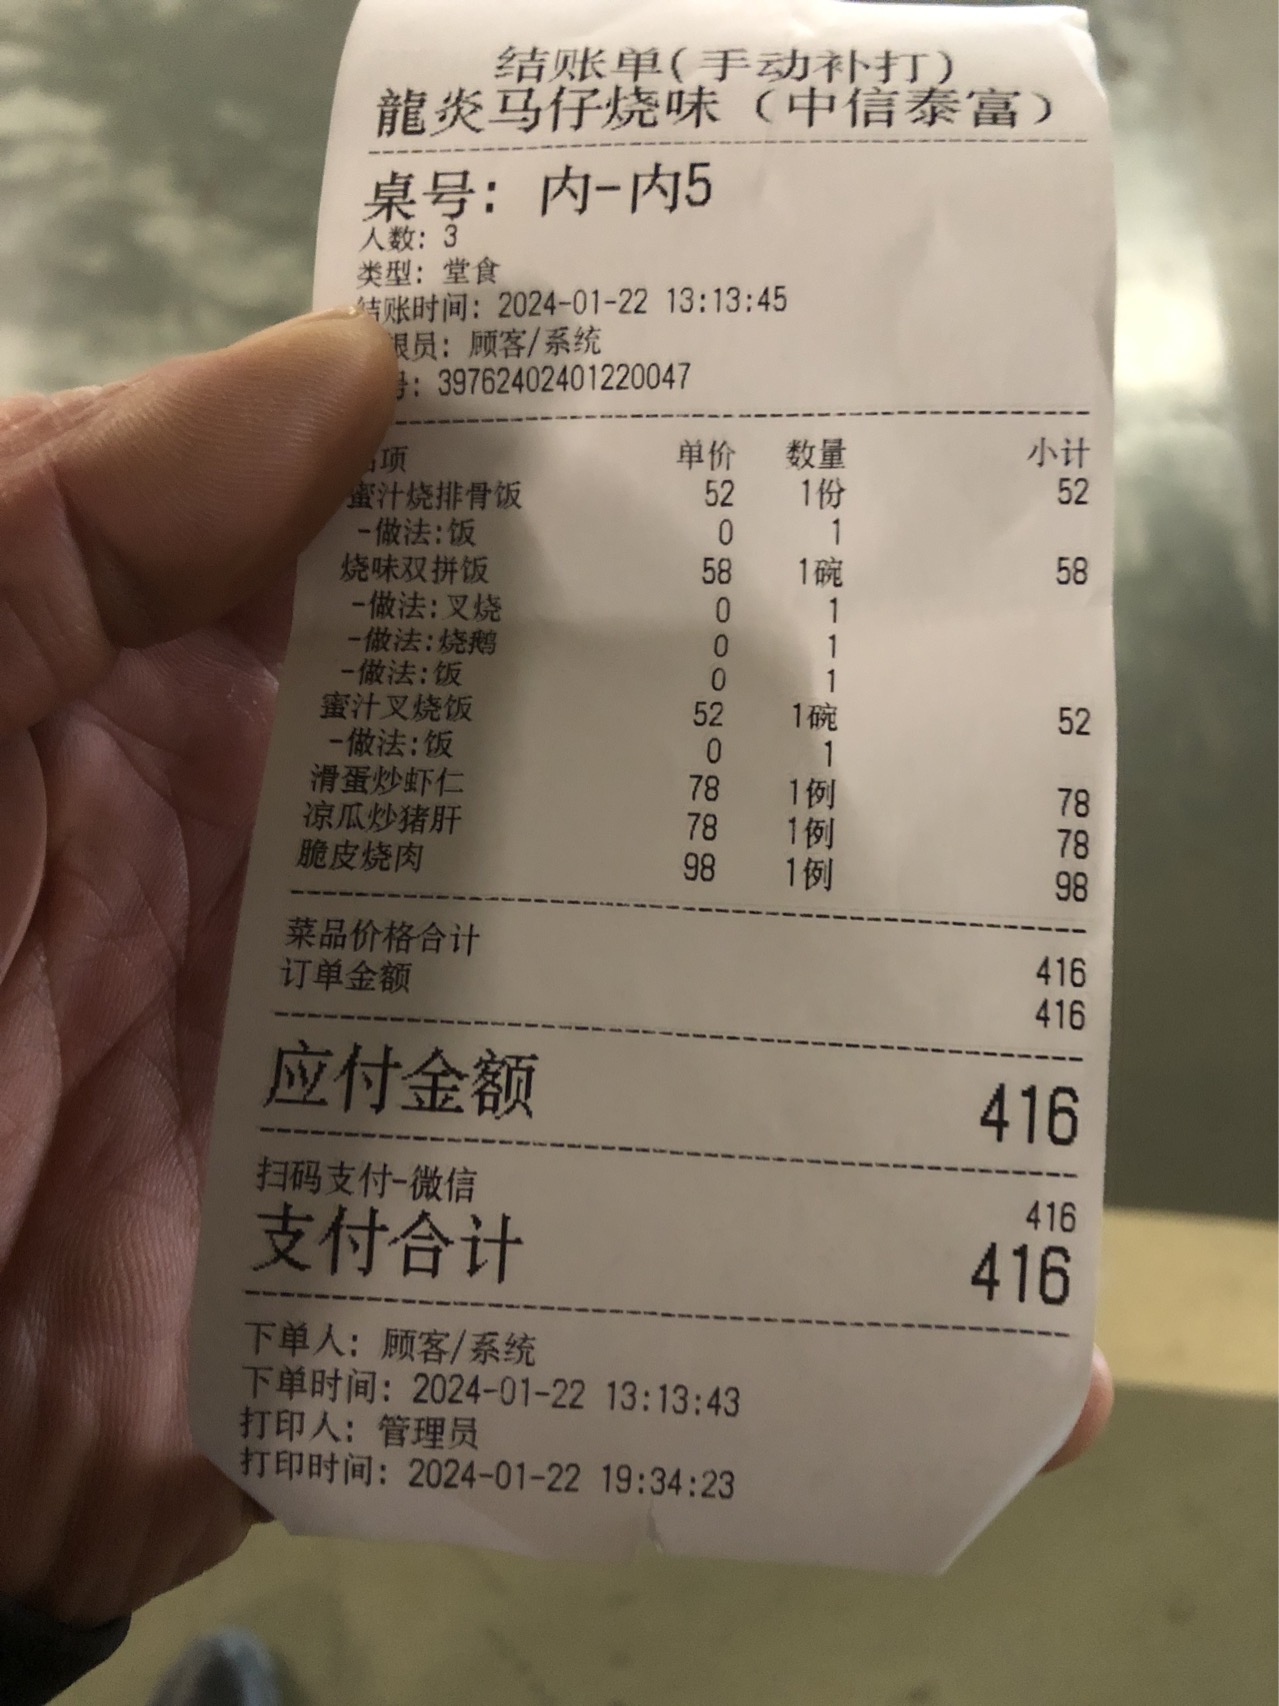 结账单(手动补打)
龍炎马仔烧味（中信泰富）
桌号: 内-内5
人数: 3
类型: 堂食
结账时间: 2024-01-22 13:13:45
银员: 顾客/系统
号: 39762402401220047
项 单价 数量 小计
蜜汁烧排骨饭 52 1份 52
-做法:饭 0 1
烧味双拼饭 58 1碗 58
-做法:叉烧 0 1
-做法:烧鹅 0 1
-做法:饭 0 1
蜜汁叉烧饭 52 1碗 52
-做法:饭 0 1
滑蛋炒虾仁 78 1例 78
凉瓜炒猪肝 78 1例 78
脆皮烧肉 98 1例 98
菜品价格合计 416
订单金额 416
应付金额 416
扫码支付-微信 416
支付合计 416
下单人: 顾客/系统
下单时间: 2024-01-22 13:13:43
打印人: 管理员
打印时间: 2024-01-22 19:34:23